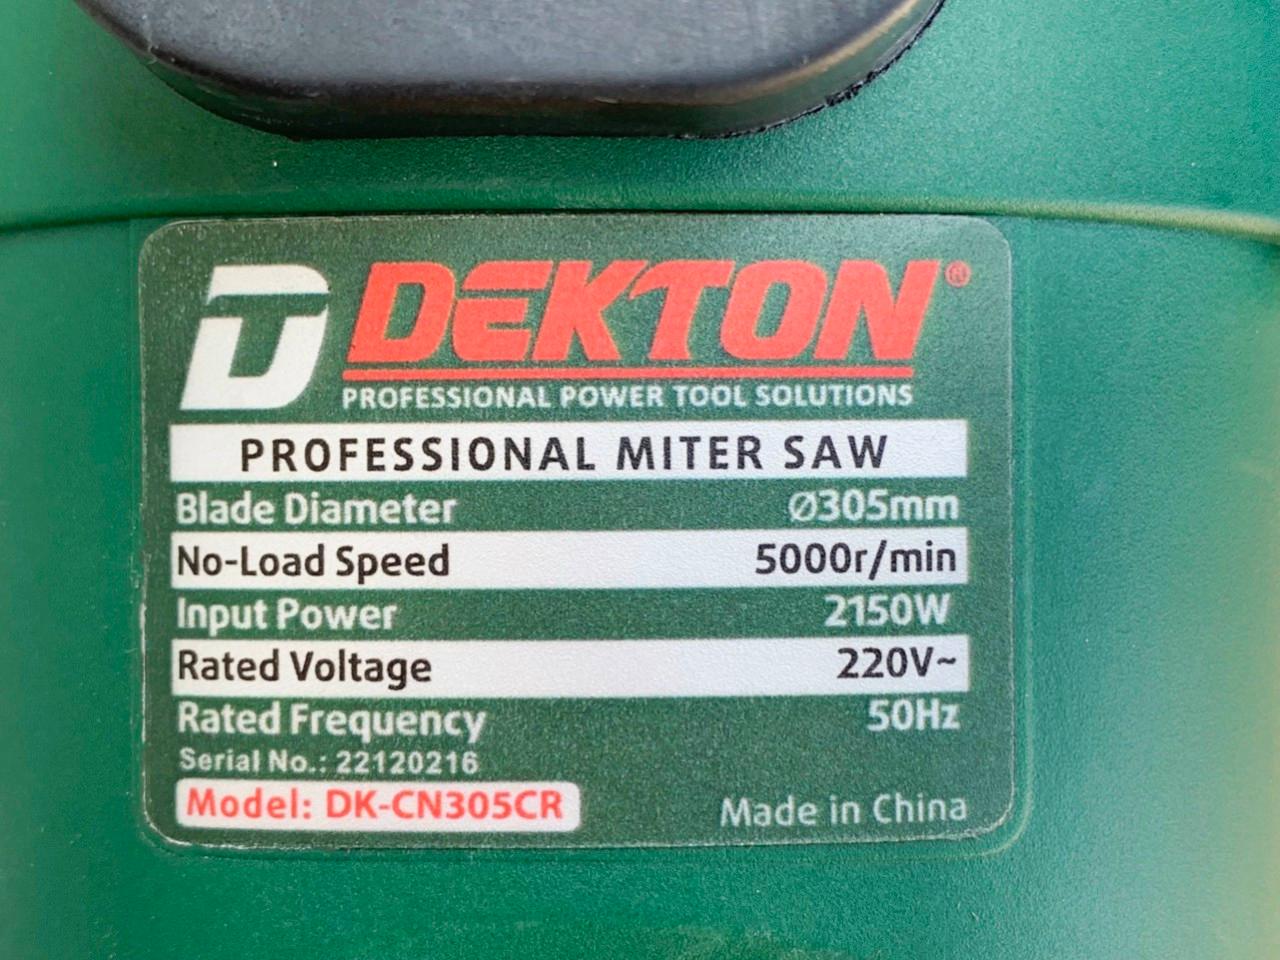 DEKTON®
PROFESSIONAL POWER TOOL SOLUTIONS
PROFESSIONAL MITER SAW
Blade Diameter Ø305mm
No-Load Speed 5000r/min
Input Power 2150W
Rated Voltage 220V~
Rated Frequency 50Hz
Serial No.: 22120216
Model: DK-CN305CR Made in China